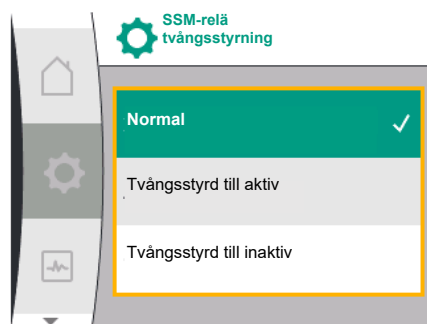 SSM-relä
tvångsstyrning
Normal
Tvångsstyrd till aktiv
Tvångsstyrd till inaktiv